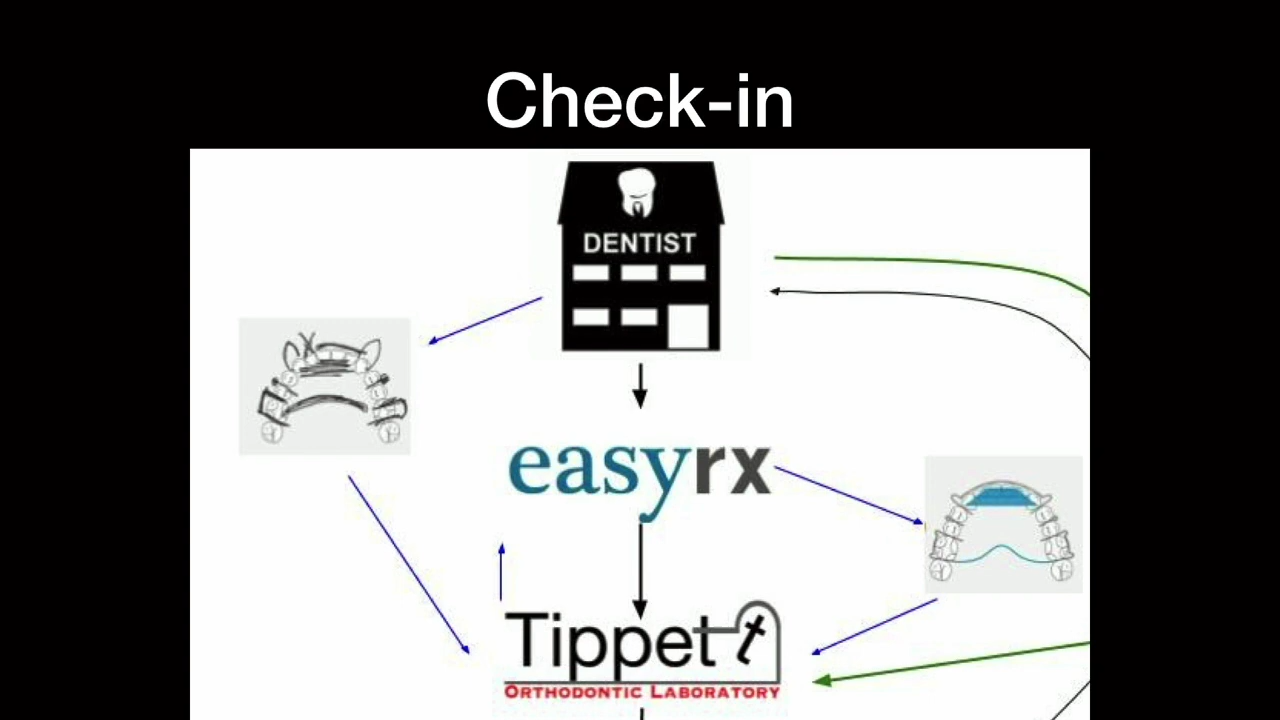 Check-in
DENTIST
easyrx
Tippett
ORTHODONTIC LABORATORY